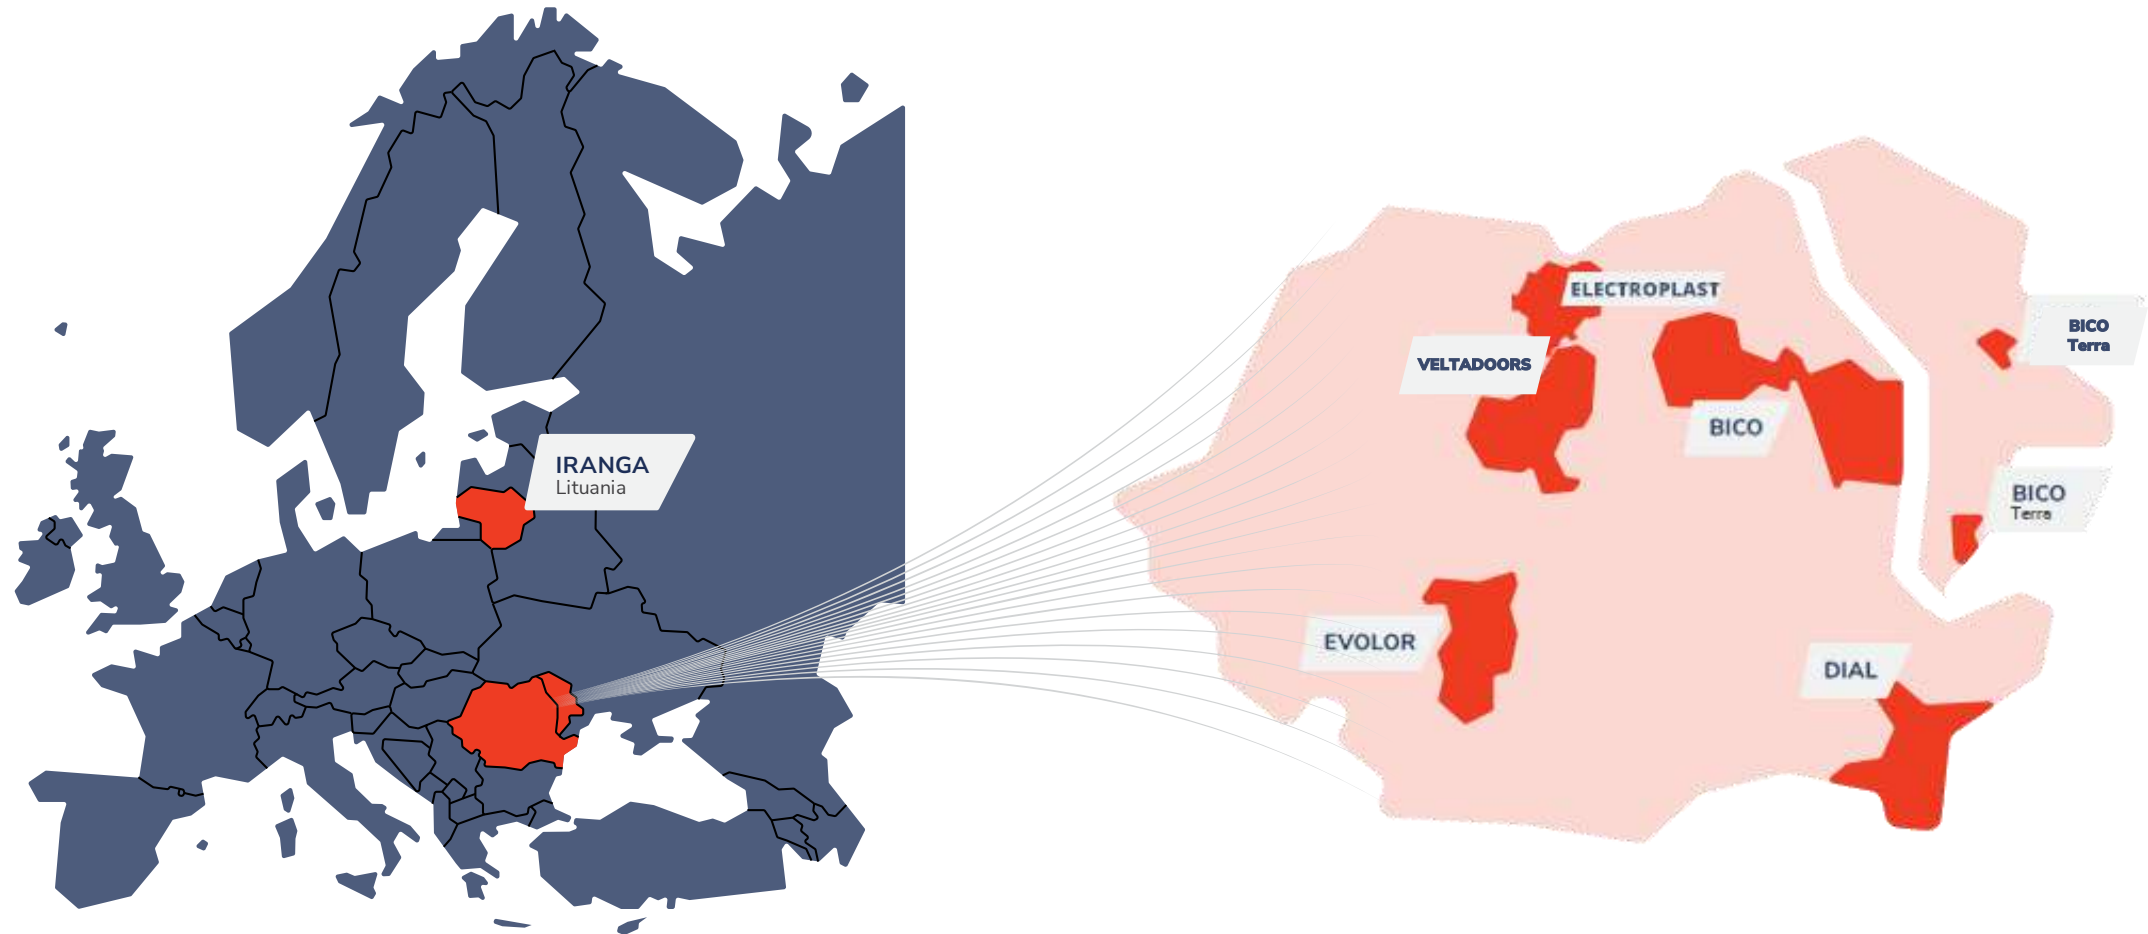 IRANGA
Lituania
ELECTROPLAST
VELTADOORS
BICO
BICO
Terra
BICO
Terra
EVOLOR
DIAL